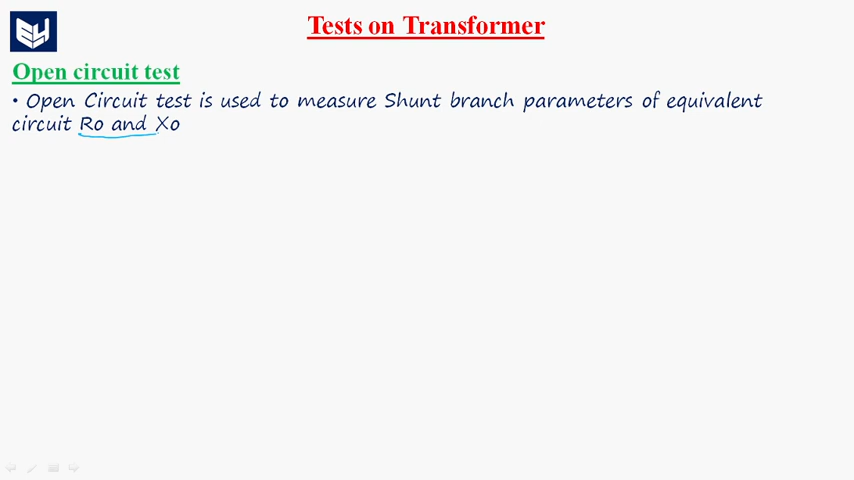 Tests on Transformer
Open circuit test
• Open Circuit test is used to measure Shunt branch parameters of equivalent
circuit Ro and Xo